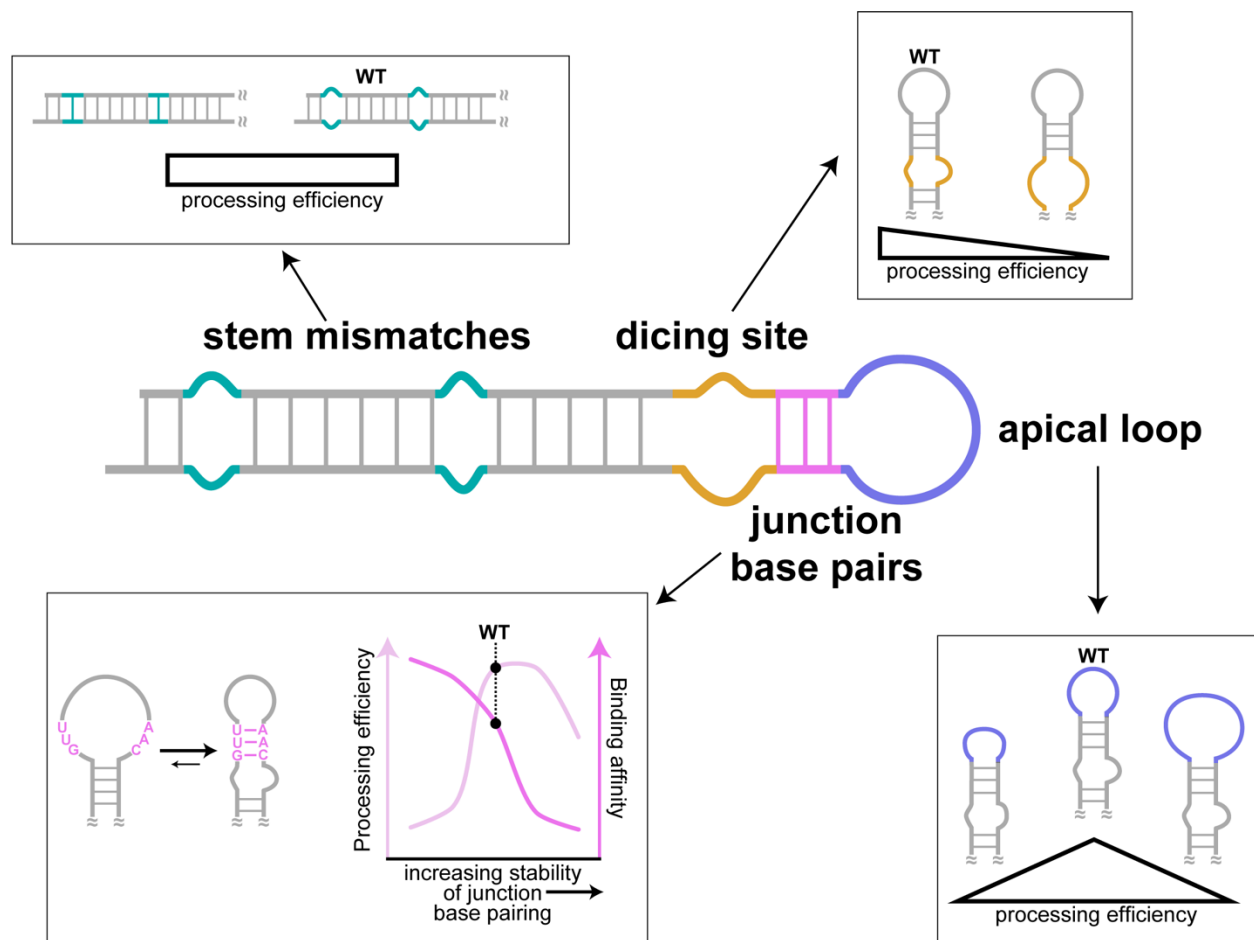 WT
processing efficiency
WT
processing efficiency
stem mismatches
dicing site
apical loop
junction
base pairs
U
U
G
A
A
C
U A
U A
G C
WT
Processing efficiency
Binding affinity
increasing stability
of junction
base pairing
WT
processing efficiency